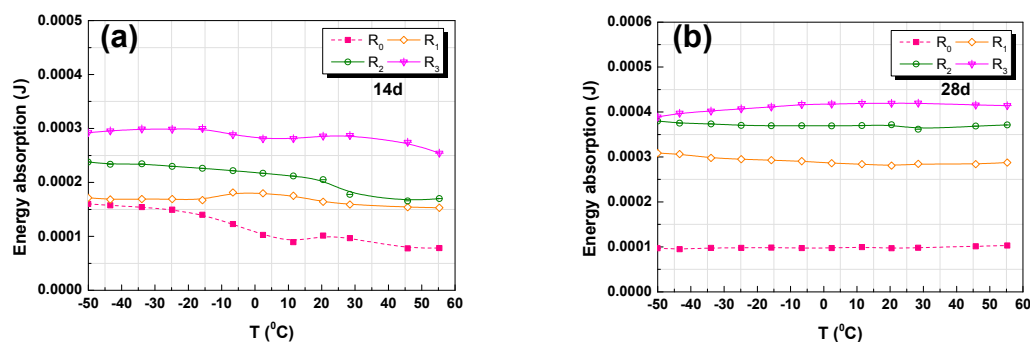 (a)
R0 R1
R2 R3
14d
0.0005
0.0004
0.0003
0.0002
0.0001
0.0000
Energy absorption (J)
-50 -40 -30 -20 -10 0 10 20 30 40 50 60
T (⁰C)
(b)
R0 R1
R2 R3
28d
0.0006
0.0005
0.0004
0.0003
0.0002
0.0001
0.0000
Energy absorption (J)
-50 -40 -30 -20 -10 0 10 20 30 40 50 60
T (⁰C)